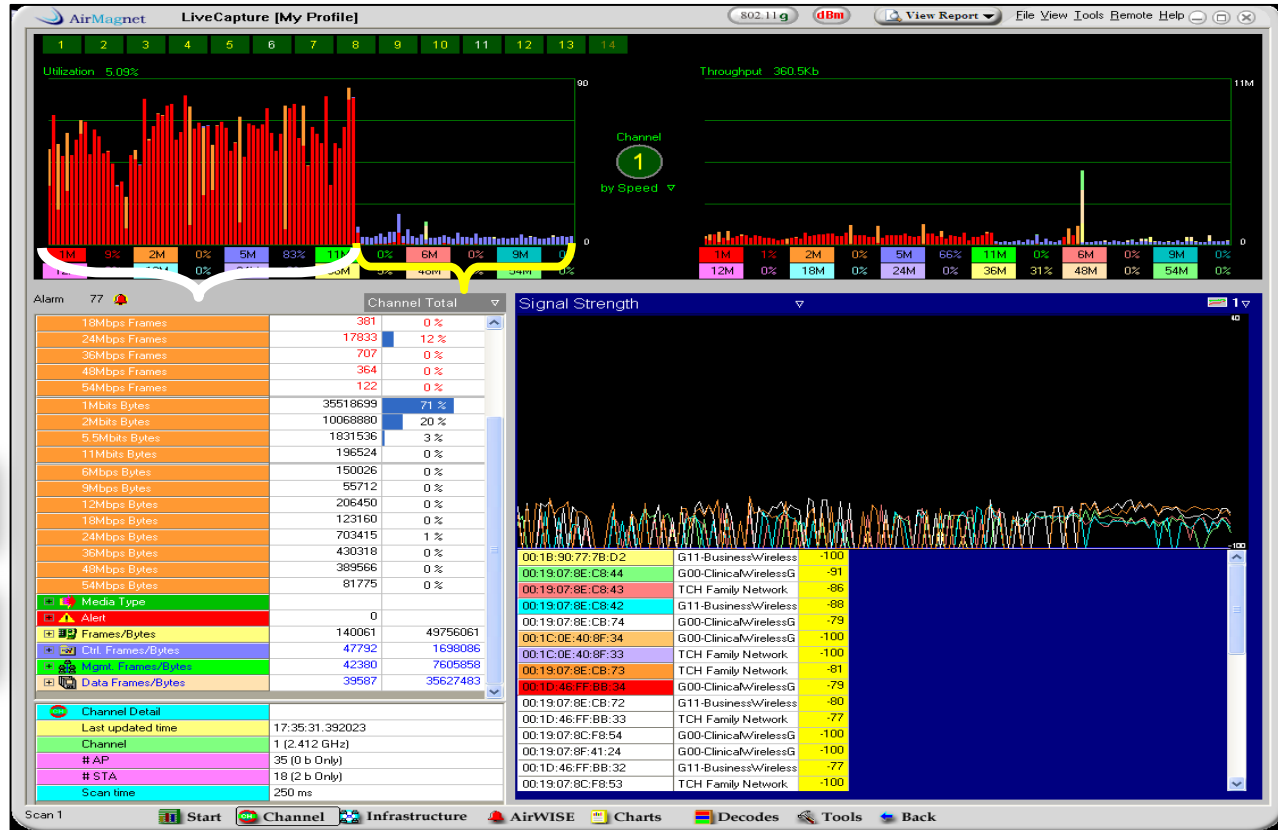 AirMagnet LiveCapture [My Profile] 802.11g dBm View Report File View Tools Remote Help
1 2 3 4 5 6 7 8 9 10 11 12 13 14
Utilization 5.09% Throughput 360.5Kb
90 11M
Channel
1
by Speed
0 0
1M 9% 2M 0% 5M 83% 11M 0% 6M 0% 9M 1M 1% 2M 0% 5M 66% 11M 0% 6M 0% 9M 0%
0% 12M 0% 18M 0% 24M 0% 36M 31% 48M 0% 54M 0%
Alarm 77 Channel Total
18Mbps Frames 381 0 %
24Mbps Frames 17833 12 %
36Mbps Frames 707 0 %
48Mbps Frames 364 0 %
54Mbps Frames 122 0 %
1Mbits Bytes 35518699 71 %
2Mbits Bytes 10068880 20 %
5.5Mbits Bytes 1831536 3 %
11Mbits Bytes 196524 0 %
6Mbps Bytes 150026 0 %
9Mbps Bytes 55712 0 %
12Mbps Bytes 206450 0 %
18Mbps Bytes 123160 0 %
24Mbps Bytes 703415 1 %
36Mbps Bytes 430318 0 %
48Mbps Bytes 389566 0 %
54Mbps Bytes 81775 0 %
Media Type
Alert 0
Frames/Bytes 140061 49756061
Ctrl. Frames/Bytes 47792 1698086
Mgmt. Frames/Bytes 42380 7605858
Data Frames/Bytes 39587 35627483
Channel Detail
Last updated time 17:35:31.392023
Channel 1 (2.412 GHz)
# AP 35 (0 b Only)
# STA 18 (2 b Only)
Scan time 250 ms
Signal Strength 1
-100
00:1B:90:77:7B:D2 G11-BusinessWireless -100
00:19:07:8E:C8:44 G00-ClinicalWirelessG -91
00:19:07:8E:C8:43 TCH Family Network -86
00:19:07:8E:C8:42 G11-BusinessWireless -88
00:19:07:8E:CB:74 G00-ClinicalWirelessG -79
00:1C:0E:40:8F:34 G00-ClinicalWirelessG -100
00:1C:0E:40:8F:33 TCH Family Network -100
00:19:07:8E:CB:73 TCH Family Network -81
00:1D:46:FF:BB:34 G00-ClinicalWirelessG -79
00:19:07:8E:CB:72 G11-BusinessWireless -80
00:1D:46:FF:BB:33 TCH Family Network -77
00:19:07:8C:F8:54 G00-ClinicalWirelessG -100
00:19:07:8F:41:24 G00-ClinicalWirelessG -100
00:1D:46:FF:BB:32 G11-BusinessWireless -77
00:19:07:8C:F8:53 TCH Family Network -100
Scan 1 Start Channel Infrastructure AirWISE Charts Decodes Tools Back